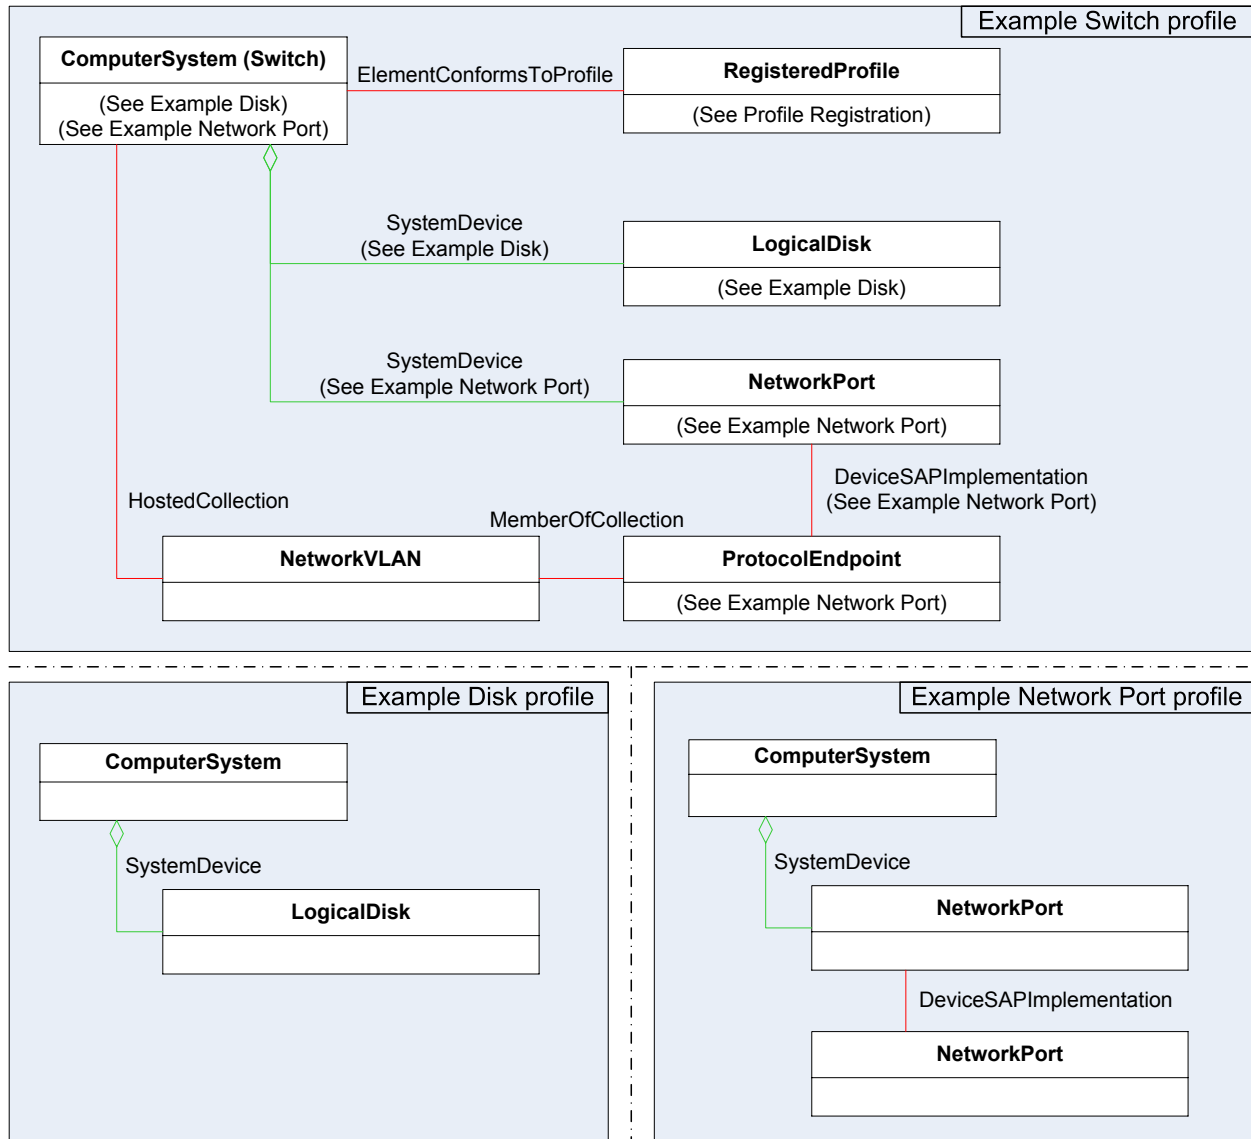 Example Switch profile
ComputerSystem (Switch)
(See Example Disk)
(See Example Network Port)
ElementConformsToProfile
RegisteredProfile
(See Profile Registration)
SystemDevice
(See Example Disk)
LogicalDisk
(See Example Disk)
SystemDevice
(See Example Network Port)
NetworkPort
(See Example Network Port)
DeviceSAPImplementation
(See Example Network Port)
HostedCollection
MemberOfCollection
NetworkVLAN
ProtocolEndpoint
(See Example Network Port)
Example Disk profile
ComputerSystem
SystemDevice
LogicalDisk
Example Network Port profile
ComputerSystem
SystemDevice
NetworkPort
DeviceSAPImplementation
NetworkPort